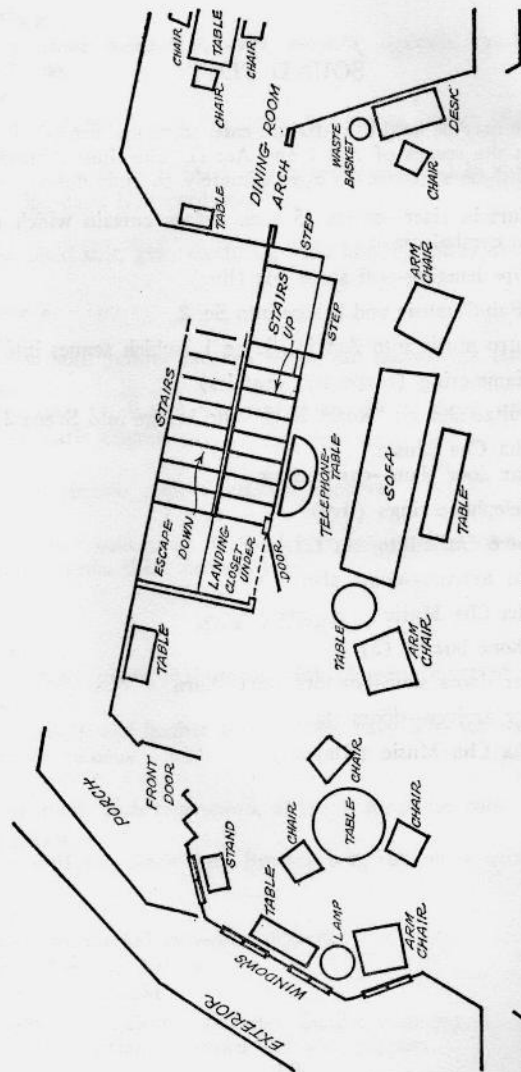 EXTERIOR
PORCH
FRONT
DOOR
WINDOWS
STAND
TABLE
LAMP
ARM
CHAIR
CHAIR
TABLE
CHAIR
CHAIR
TABLE
ESCAPE
DOWN
STAIRS
LANDING
CLOSET
UNDER
DOOR
STAIRS
UP
TELEPHONE
TABLE
TABLE
ARM
CHAIR
SOFA
TABLE
STEP
STEP
ARM
CHAIR
TABLE
DINING ROOM
ARCH
CHAIR
CHAIR
TABLE
CHAIR
WASTE
BASKET
DESK
CHAIR